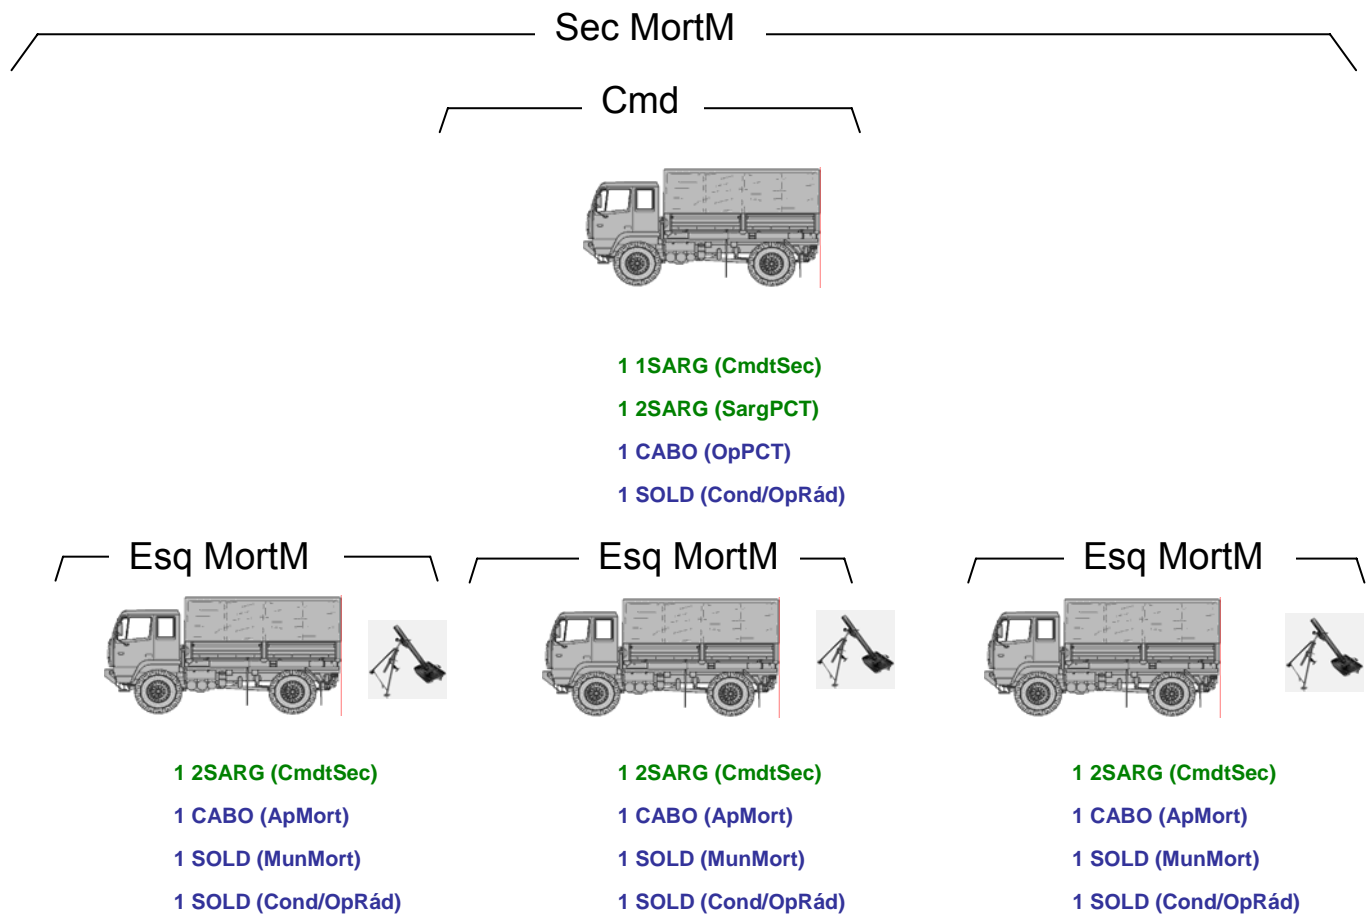 Sec MortM
Cmd
1 1SARG (CmdtSec)
1 2SARG (SargPCT)
1 CABO (OpPCT)
1 SOLD (Cond/OpRád)
Esq MortM
1 2SARG (CmdtSec)
1 CABO (ApMort)
1 SOLD (MunMort)
1 SOLD (Cond/OpRád)
Esq MortM
1 2SARG (CmdtSec)
1 CABO (ApMort)
1 SOLD (MunMort)
1 SOLD (Cond/OpRád)
Esq MortM
1 2SARG (CmdtSec)
1 CABO (ApMort)
1 SOLD (MunMort)
1 SOLD (Cond/OpRád)